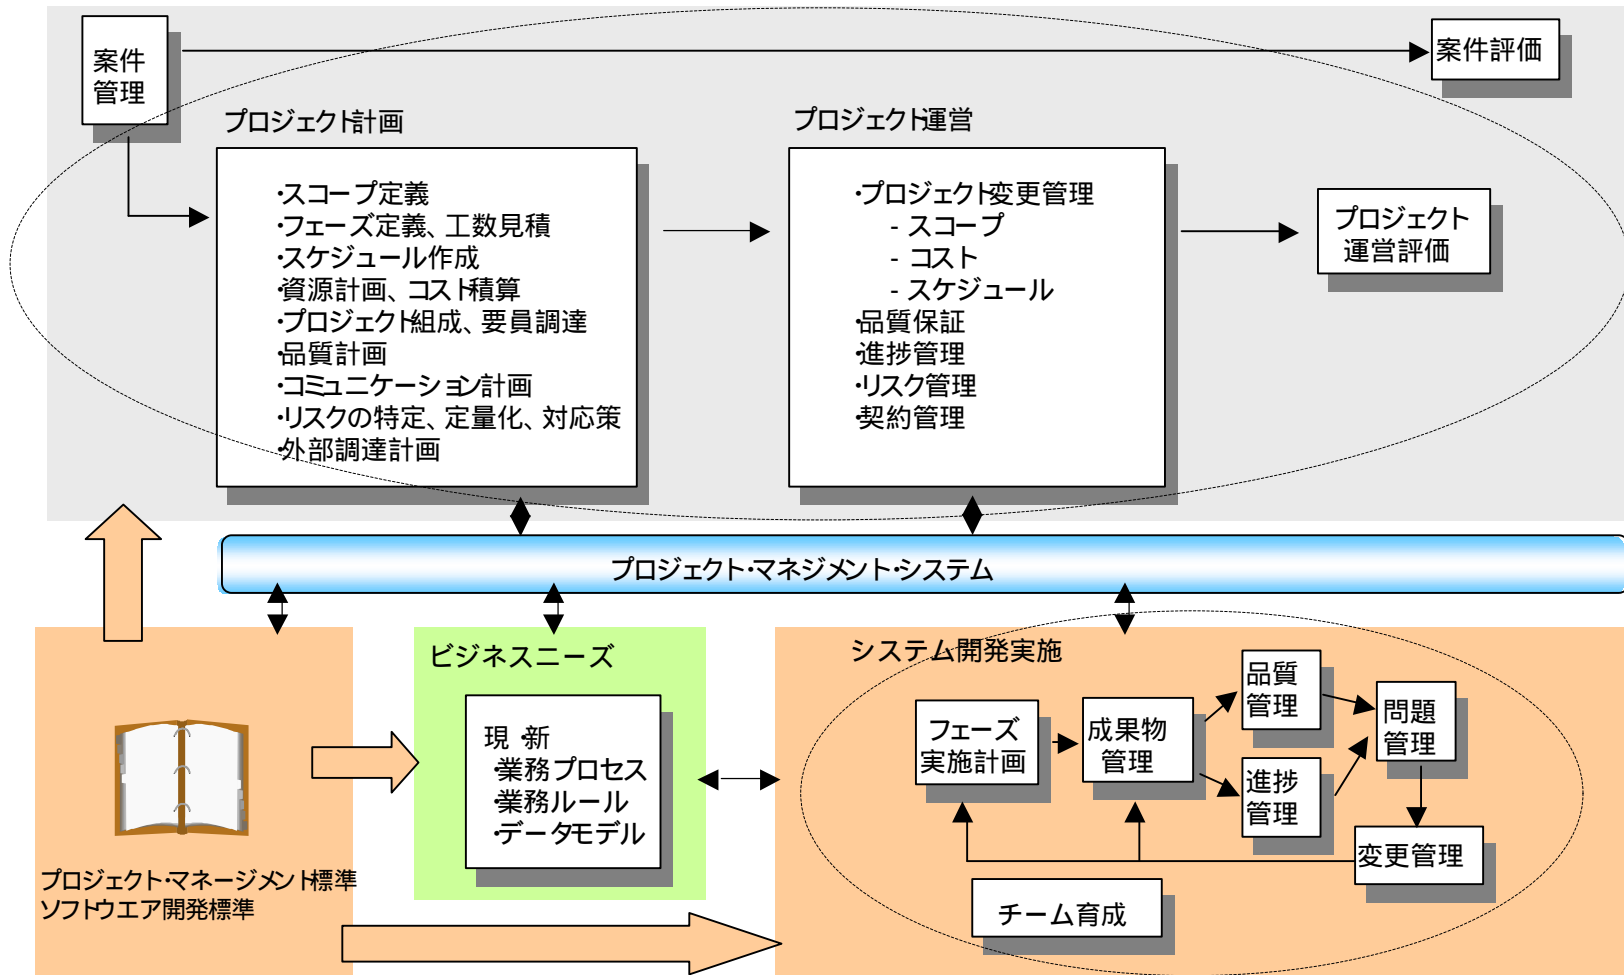 案件
管理
案件評価
プロジェクト計画
・スコープ定義
・フェーズ定義、工数見積
・スケジュール作成
・資源計画、コスト積算
・プロジェクト組成、要員調達
・品質計画
・コミュニケーション計画
・リスクの特定、定量化、対応策
・外部調達計画
プロジェクト運営
・プロジェクト変更管理
- スコープ
- コスト
- スケジュール
・品質保証
・進捗管理
・リスク管理
・契約管理
プロジェクト
運営評価
プロジェクト・マネジメント・システム
プロジェクト・マネージメント標準
ソフトウエア開発標準
ビジネスニーズ
現・新
・業務プロセス
・業務ルール
・データモデル
システム開発実施
フェーズ
実施計画
成果物
管理
品質
管理
進捗
管理
問題
管理
変更管理
チーム育成